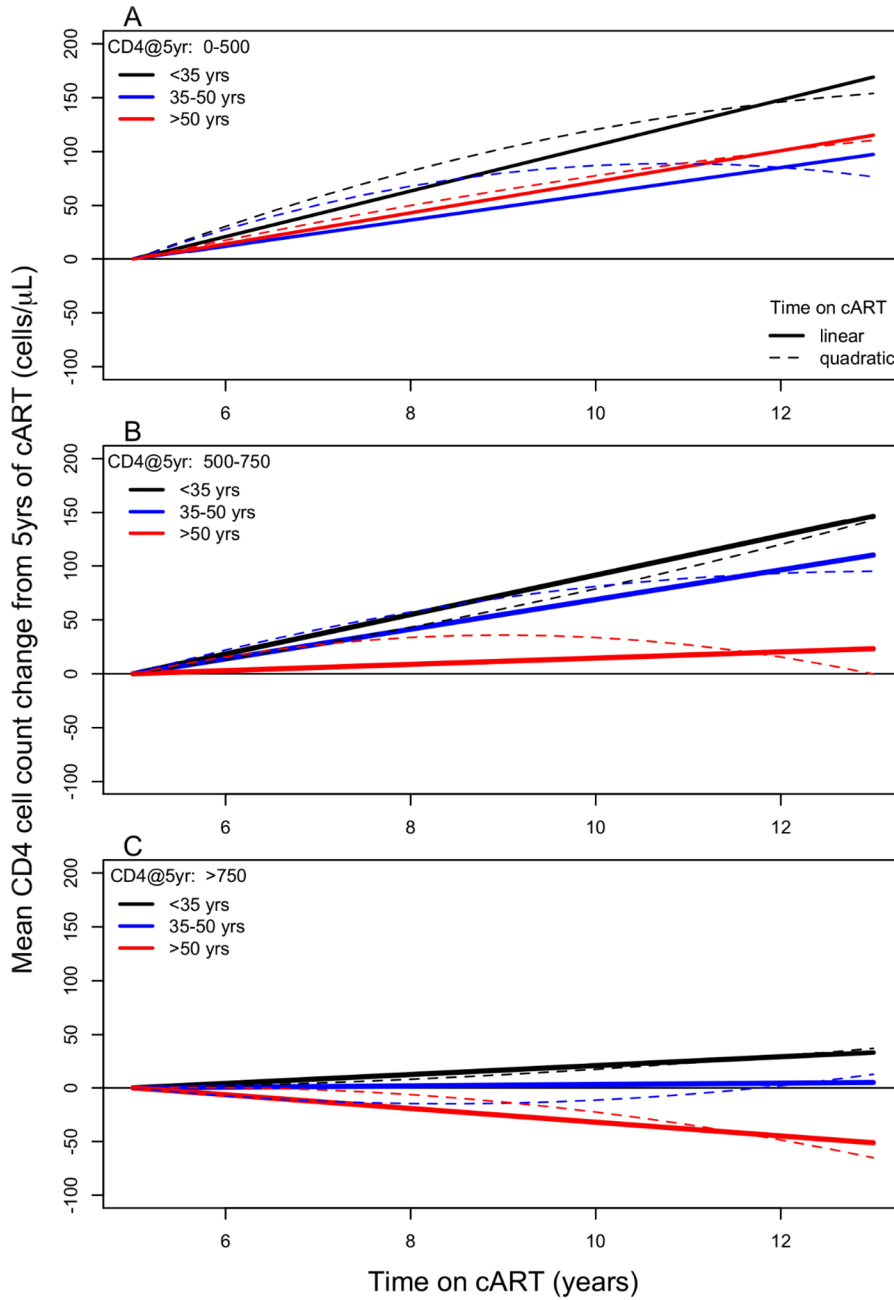 Mean CD4 cell count change from 5yrs of cART (cells/μL)
A
CD4@5yr: 0-500
<35 yrs
35-50 yrs
>50 yrs
200
150
100
50
0
-50
-100
Time on cART
linear
quadratic
6
8
10
12
B
CD4@5yr: 500-750
<35 yrs
35-50 yrs
>50 yrs
200
150
100
50
0
-50
-100
6
8
10
12
C
CD4@5yr: >750
<35 yrs
35-50 yrs
>50 yrs
200
150
100
50
0
-50
-100
6
8
10
12
Time on cART (years)